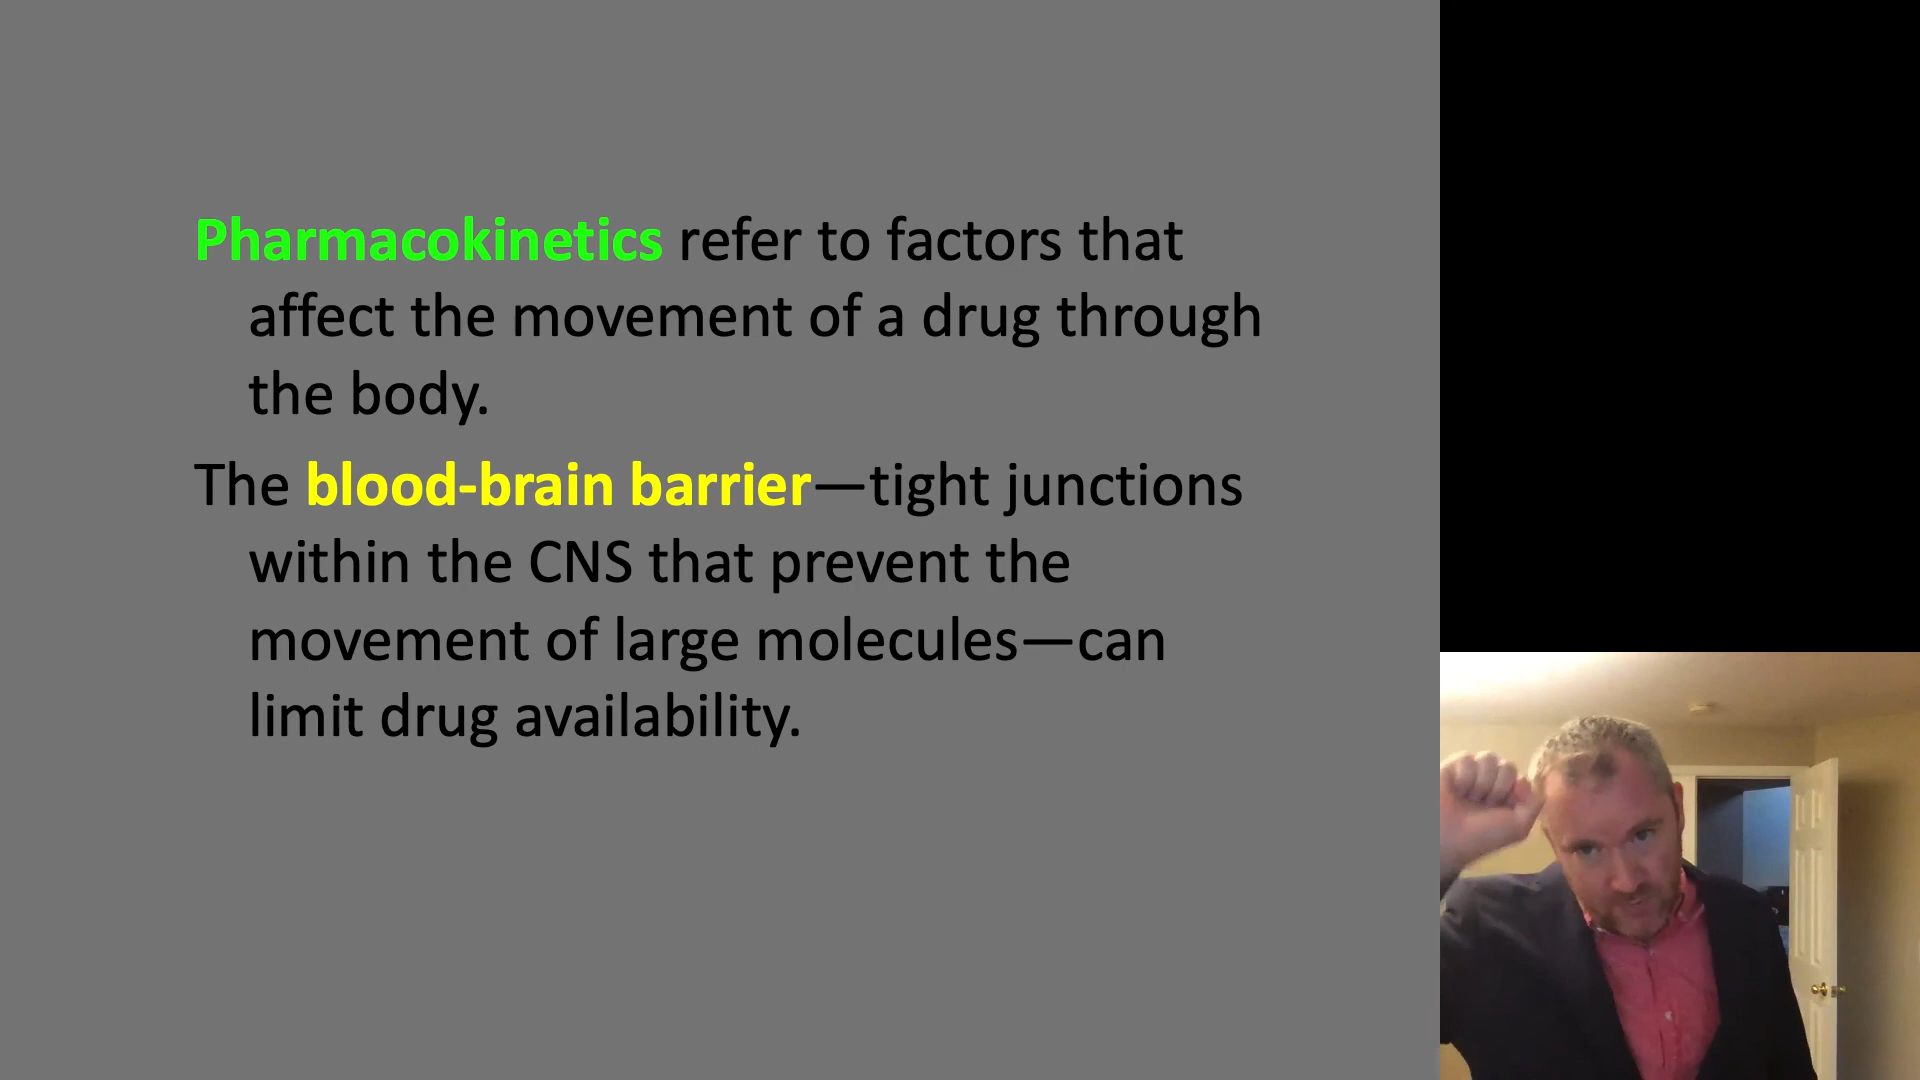 Pharmacokinetics refer to factors that
affect the movement of a drug through
the body.
The blood-brain barrier—tight junctions
within the CNS that prevent the
movement of large molecules—can
limit drug availability.